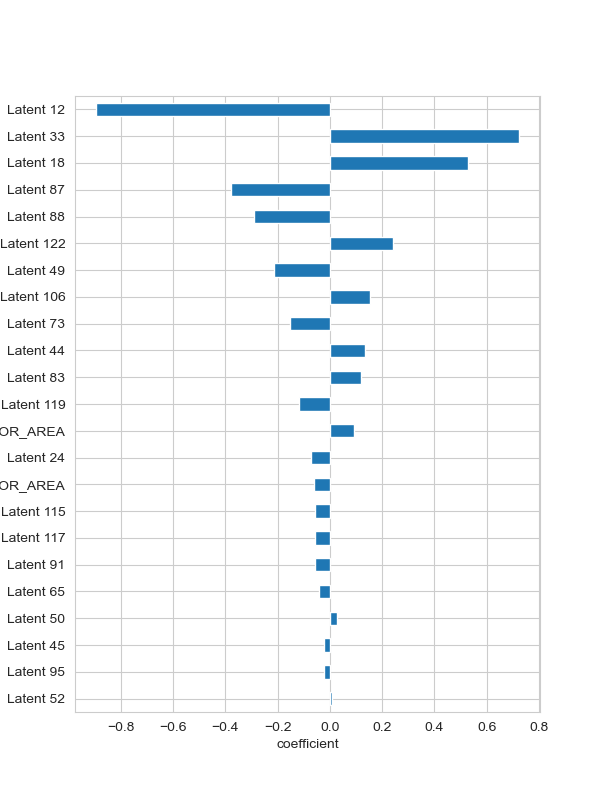 Latent 12
Latent 33
Latent 18
Latent 87
Latent 88
Latent 122
Latent 49
Latent 106
Latent 73
Latent 44
Latent 83
Latent 119
OR_AREA
Latent 24
OR_AREA
Latent 115
Latent 117
Latent 91
Latent 65
Latent 50
Latent 45
Latent 95
Latent 52
−0.8 −0.6 −0.4 −0.2 0.0 0.2 0.4 0.6 0.8
coefficient